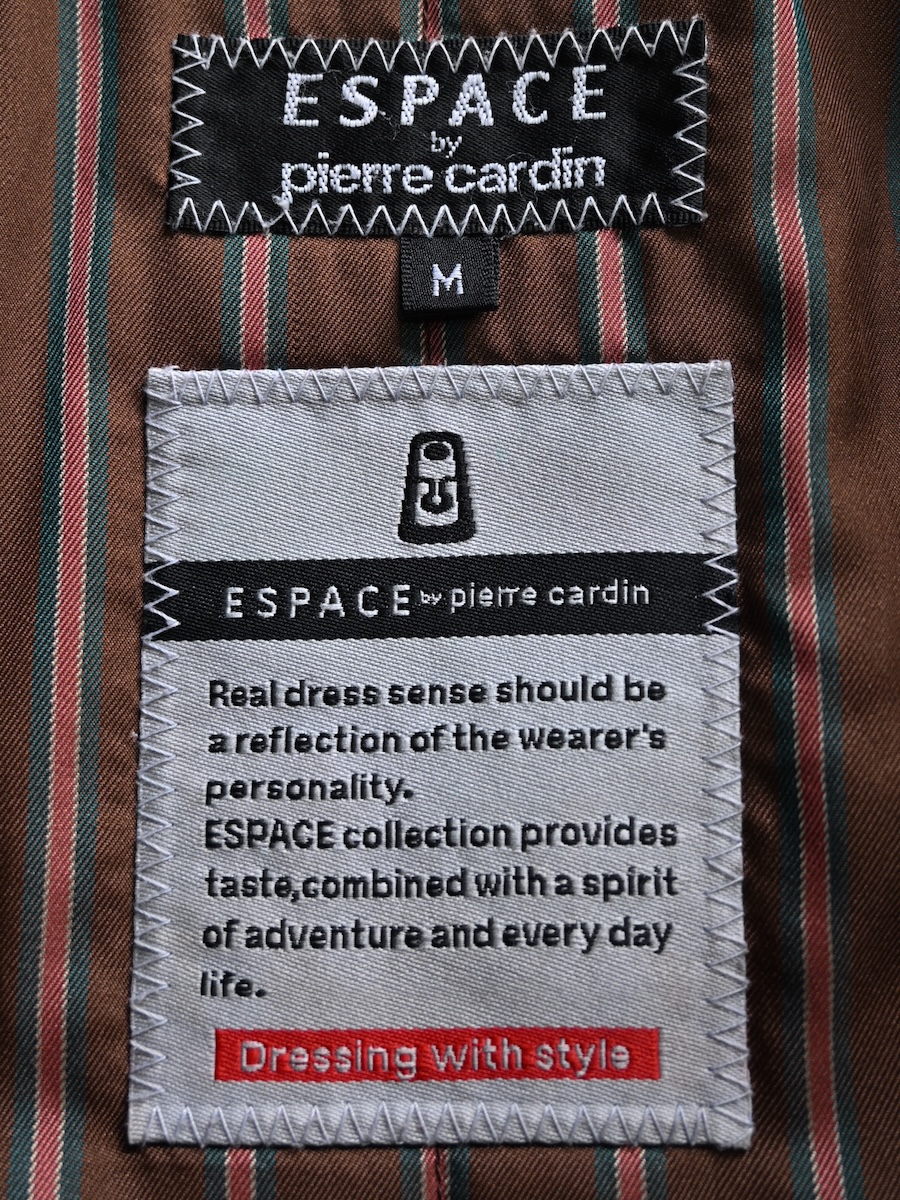 ESPACE
by
pierre cardin
M
ESPACE by pierre cardin
Real dress sense should be
a reflection of the wearer's
personality.
ESPACE collection provides
taste,combined with a spirit
of adventure and every day
life.
Dressing with style